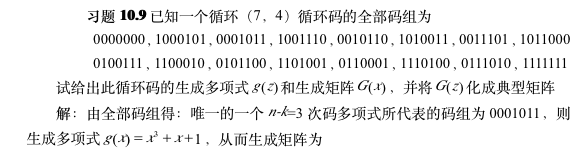 习题 10.9 已知一个循环（7，4）循环码的全部码组为
0000000 , 1000101 , 0001011 , 1001110 , 0010110 , 1010011 , 0011101 , 1011000
0100111 , 1100010 , 0101100 , 1101001 , 0110001 , 1110100 , 0111010 , 1111111
试给出此循环码的生成多项式 g(z) 和生成矩阵 G(x) ，并将 G(z) 化成典型矩阵
解：由全部码组得：唯一的一个 n-k=3 次码多项式所代表的码组为 0001011 ，则
生成多项式 g(x) = x³ + x+1 ，从而生成矩阵为